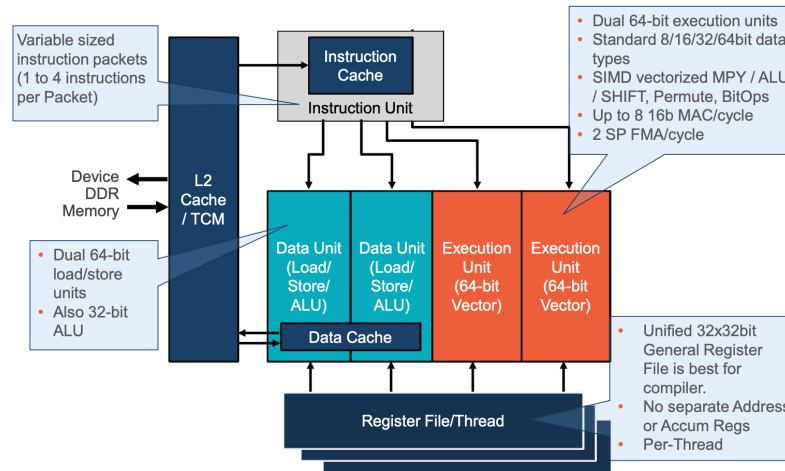 Variable sized
instruction packets
(1 to 4 instructions
per Packet)
Instruction
Cache
Instruction Unit
• Dual 64-bit execution units
• Standard 8/16/32/64bit data
types
• SIMD vectorized MPY / ALU
/ SHIFT, Permute, BitOps
• Up to 8 16b MAC/cycle
• 2 SP FMA/cycle
Device
DDR
Memory
L2
Cache
/ TCM
• Dual 64-bit
load/store
units
• Also 32-bit
ALU
Data Unit
(Load/
Store/
ALU)
Data Unit
(Load/
Store/
ALU)
Execution
Unit
(64-bit
Vector)
Execution
Unit
(64-bit
Vector)
Data Cache
Register File/Thread
• Unified 32x32bit
General Register
File is best for
compiler.
• No separate Address
or Accum Regs
• Per-Thread